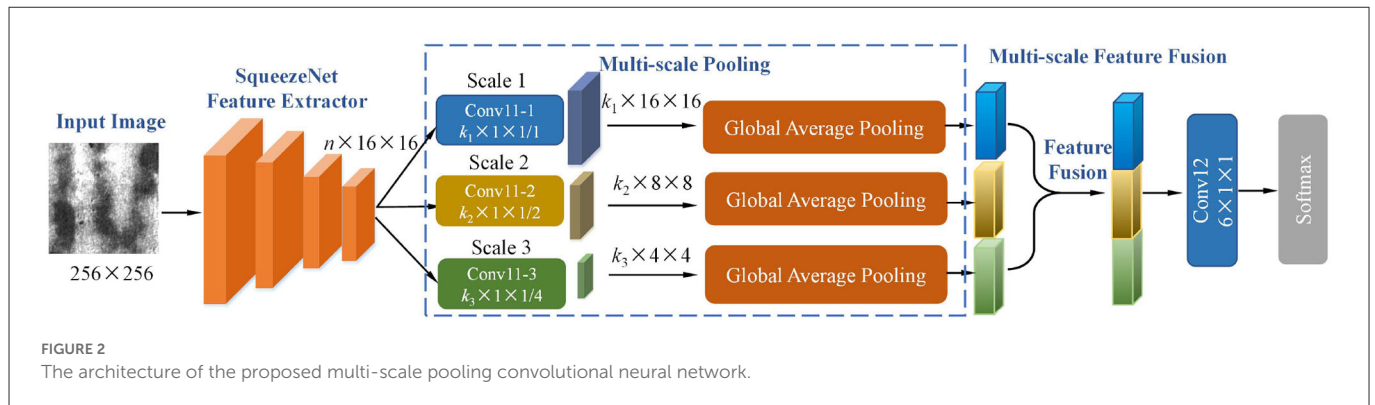 Input Image
256×256
SqueezeNet
Feature Extractor
n×16×16
Multi-scale Pooling
Scale 1
Conv11-1
k₁×1×1/1
k₁×16×16
Global Average Pooling
Scale 2
Conv11-2
k₂×1×1/2
k₂×8×8
Global Average Pooling
Scale 3
Conv11-3
k₃×1×1/4
k₃×4×4
Global Average Pooling
Multi-scale Feature Fusion
Feature
Fusion
Conv12
6×1×1
Softmax
FIGURE 2
The architecture of the proposed multi-scale pooling convolutional neural network.